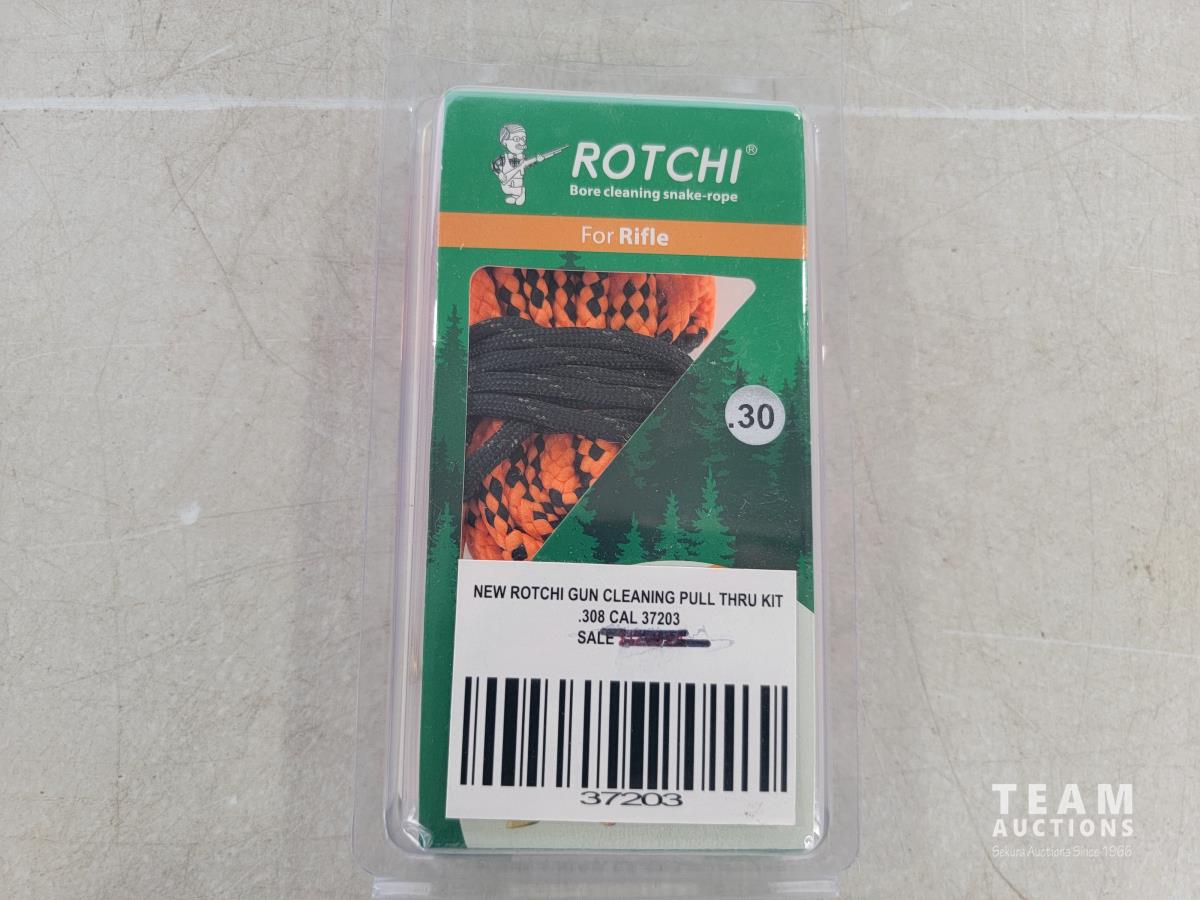 ROTCHI®
Bore cleaning snake-rope
For Rifle
.30
NEW ROTCHI GUN CLEANING PULL THRU KIT
.308 CAL 37203
SALE
37203
TEAM
AUCTIONS
Sekura Auctions Since 1966